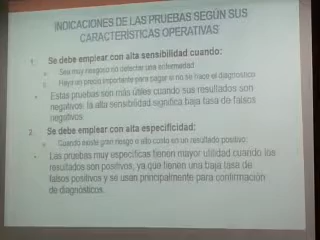 INDICACIONES DE LAS PRUEBAS SEGÚN SUS
CARACTERÍSTICAS OPERATIVAS
1. Se debe emplear con alta sensibilidad cuando:
Sea muy riesgoso no detectar una enfermedad
Haya un precio importante para pagar si no se hace el diagnostico
• Estas pruebas son más útiles cuando sus resultados son
negativos: la alta sensibilidad significa baja tasa de falsos
negativos
2. Se debe emplear con alta especificidad:
Cuando existe gran riesgo o alto costo en un resultado positivo
• Las pruebas muy específicas tienen mayor utilidad cuando los
resultados son positivos, ya que tienen una baja tasa de
falsos positivos y se usan principalmente para confirmación
de diagnósticos.